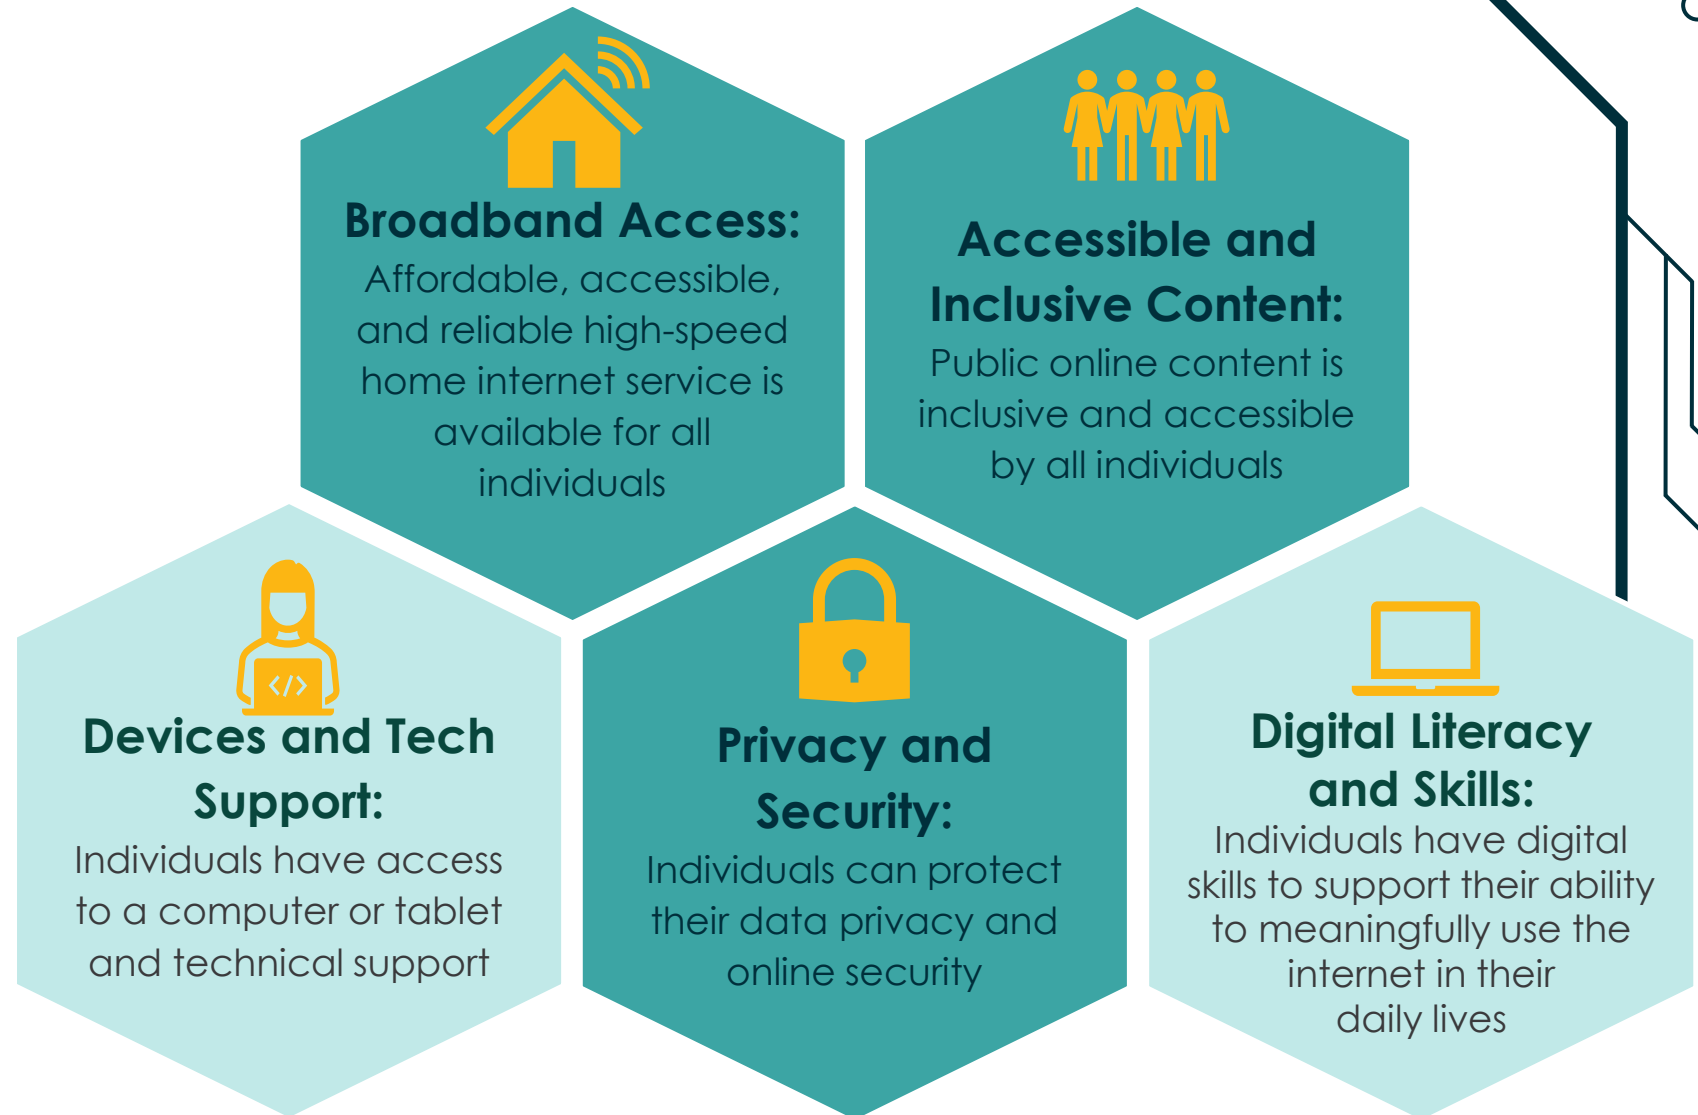 Broadband Access:
Affordable, accessible,
and reliable high-speed
home internet service is
available for all
individuals
Accessible and
Inclusive Content:
Public online content is
inclusive and accessible
by all individuals
</>
Devices and Tech
Support:
Individuals have access
to a computer or tablet
and technical support
Privacy and
Security:
Individuals can protect
their data privacy and
online security
Digital Literacy
and Skills:
Individuals have digital
skills to support their ability
to meaningfully use the
internet in their
daily lives